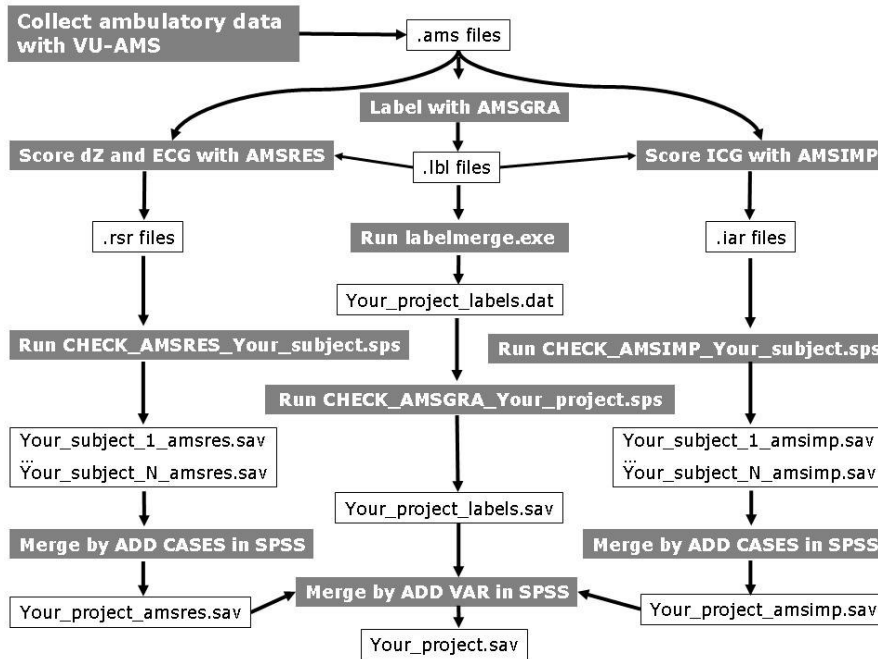 Collect ambulatory data
with VU-AMS
.ams files
Label with AMSGRA
Score dZ and ECG with AMSRES
.lbl files
Score ICG with AMSIMP
.rsr files
Run labelmerge.exe
.iar files
Your_project_labels.dat
Run CHECK_AMSRES_Your_subject.sps
Run CHECK_AMSIMP_Your_subject.sps
Run CHECK_AMSGRA_Your_project.sps
Your_subject_1_amsres.sav
...
Your_subject_N_amsres.sav
Your_subject_1_amsimp.sav
...
Your_subject_N_amsimp.sav
Your_project_labels.sav
Merge by ADD CASES in SPSS
Merge by ADD CASES in SPSS
Merge by ADD VAR in SPSS
Your_project_amsres.sav
Your_project_amsimp.sav
Your_project.sav